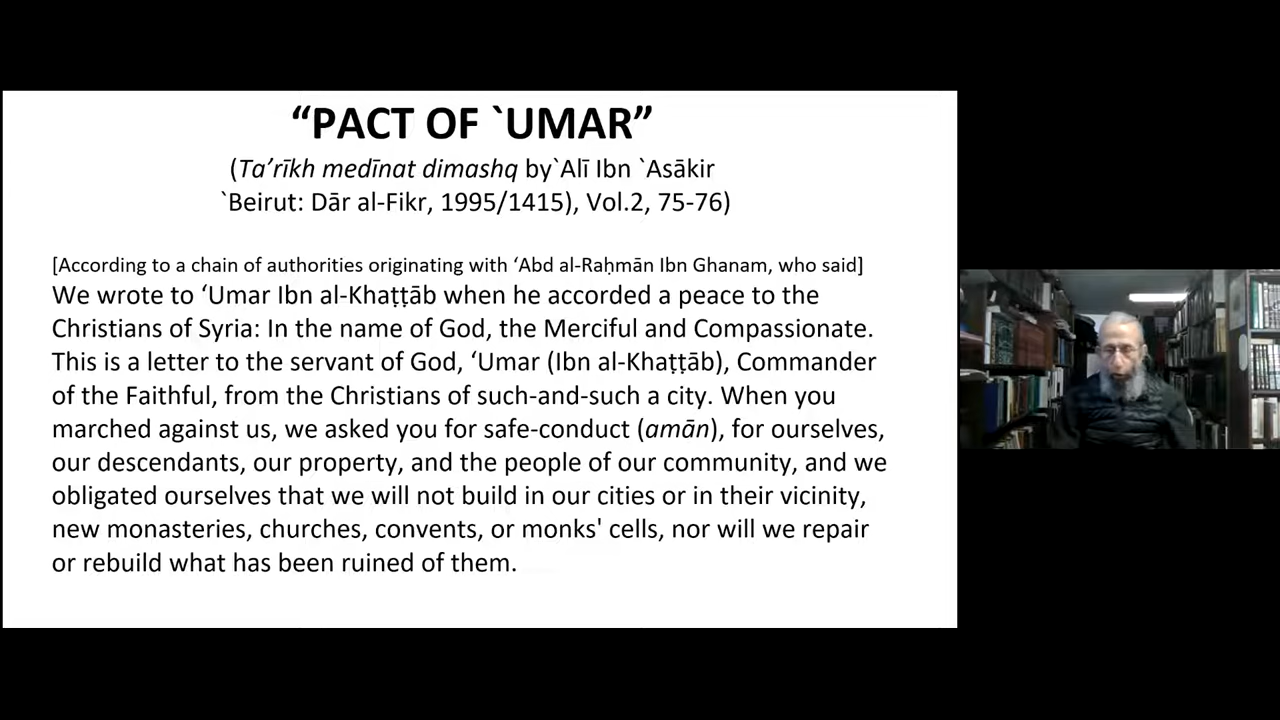 “PACT OF `UMAR”
(Ta’rīkh medīnat dimashq by`Alī Ibn `Asākir
`Beirut: Dār al-Fikr, 1995/1415), Vol.2, 75-76)
[According to a chain of authorities originating with ‘Abd al-Raḥmān Ibn Ghanam, who said]
We wrote to ‘Umar Ibn al-Khaṭṭāb when he accorded a peace to the
Christians of Syria: In the name of God, the Merciful and Compassionate.
This is a letter to the servant of God, ‘Umar (Ibn al-Khaṭṭāb), Commander
of the Faithful, from the Christians of such-and-such a city. When you
marched against us, we asked you for safe-conduct (amān), for ourselves,
our descendants, our property, and the people of our community, and we
obligated ourselves that we will not build in our cities or in their vicinity,
new monasteries, churches, convents, or monks' cells, nor will we repair
or rebuild what has been ruined of them.